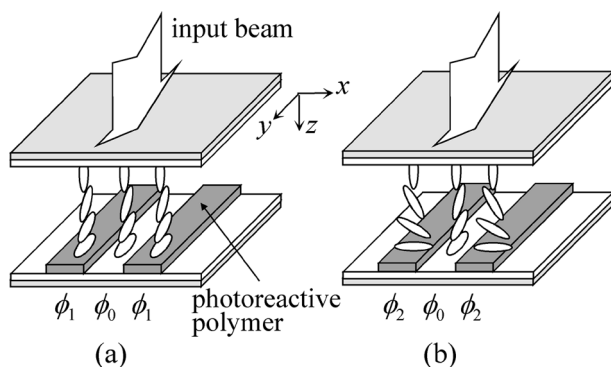 input beam
x
y
z
photoreactive
polymer
ϕ₁ ϕ₀ ϕ₁
ϕ₂ ϕ₀ ϕ₂
(a)
(b)